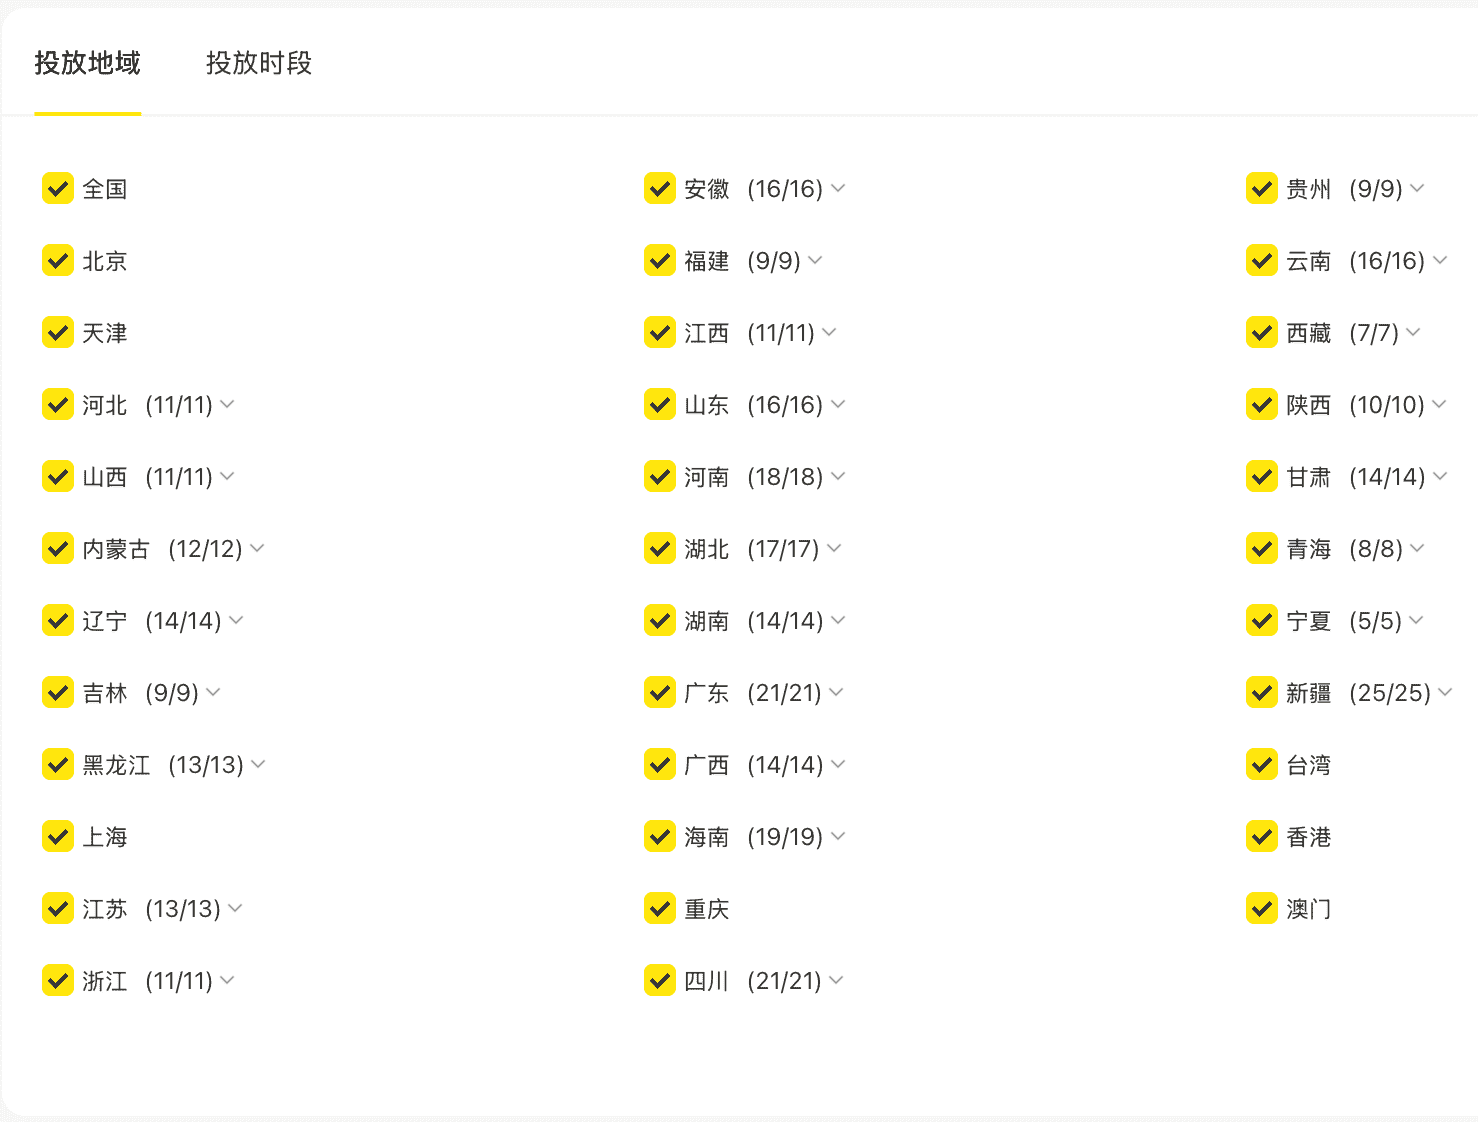 投放地域
投放时段
全国
北京
天津
河北 (11/11)
山西 (11/11)
内蒙古 (12/12)
辽宁 (14/14)
吉林 (9/9)
黑龙江 (13/13)
上海
江苏 (13/13)
浙江 (11/11)
安徽 (16/16)
福建 (9/9)
江西 (11/11)
山东 (16/16)
河南 (18/18)
湖北 (17/17)
湖南 (14/14)
广东 (21/21)
广西 (14/14)
海南 (19/19)
重庆
四川 (21/21)
贵州 (9/9)
云南 (16/16)
西藏 (7/7)
陕西 (10/10)
甘肃 (14/14)
青海 (8/8)
宁夏 (5/5)
新疆 (25/25)
台湾
香港
澳门